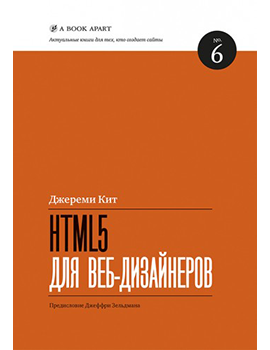 A BOOK APART
Актуальные книги для тех, кто создает сайты
No.
6
Джереми Кит
HTML5
ДЛЯ ВЕБ-ДИЗАЙНЕРОВ
Предисловие Джеффри Зельдмана